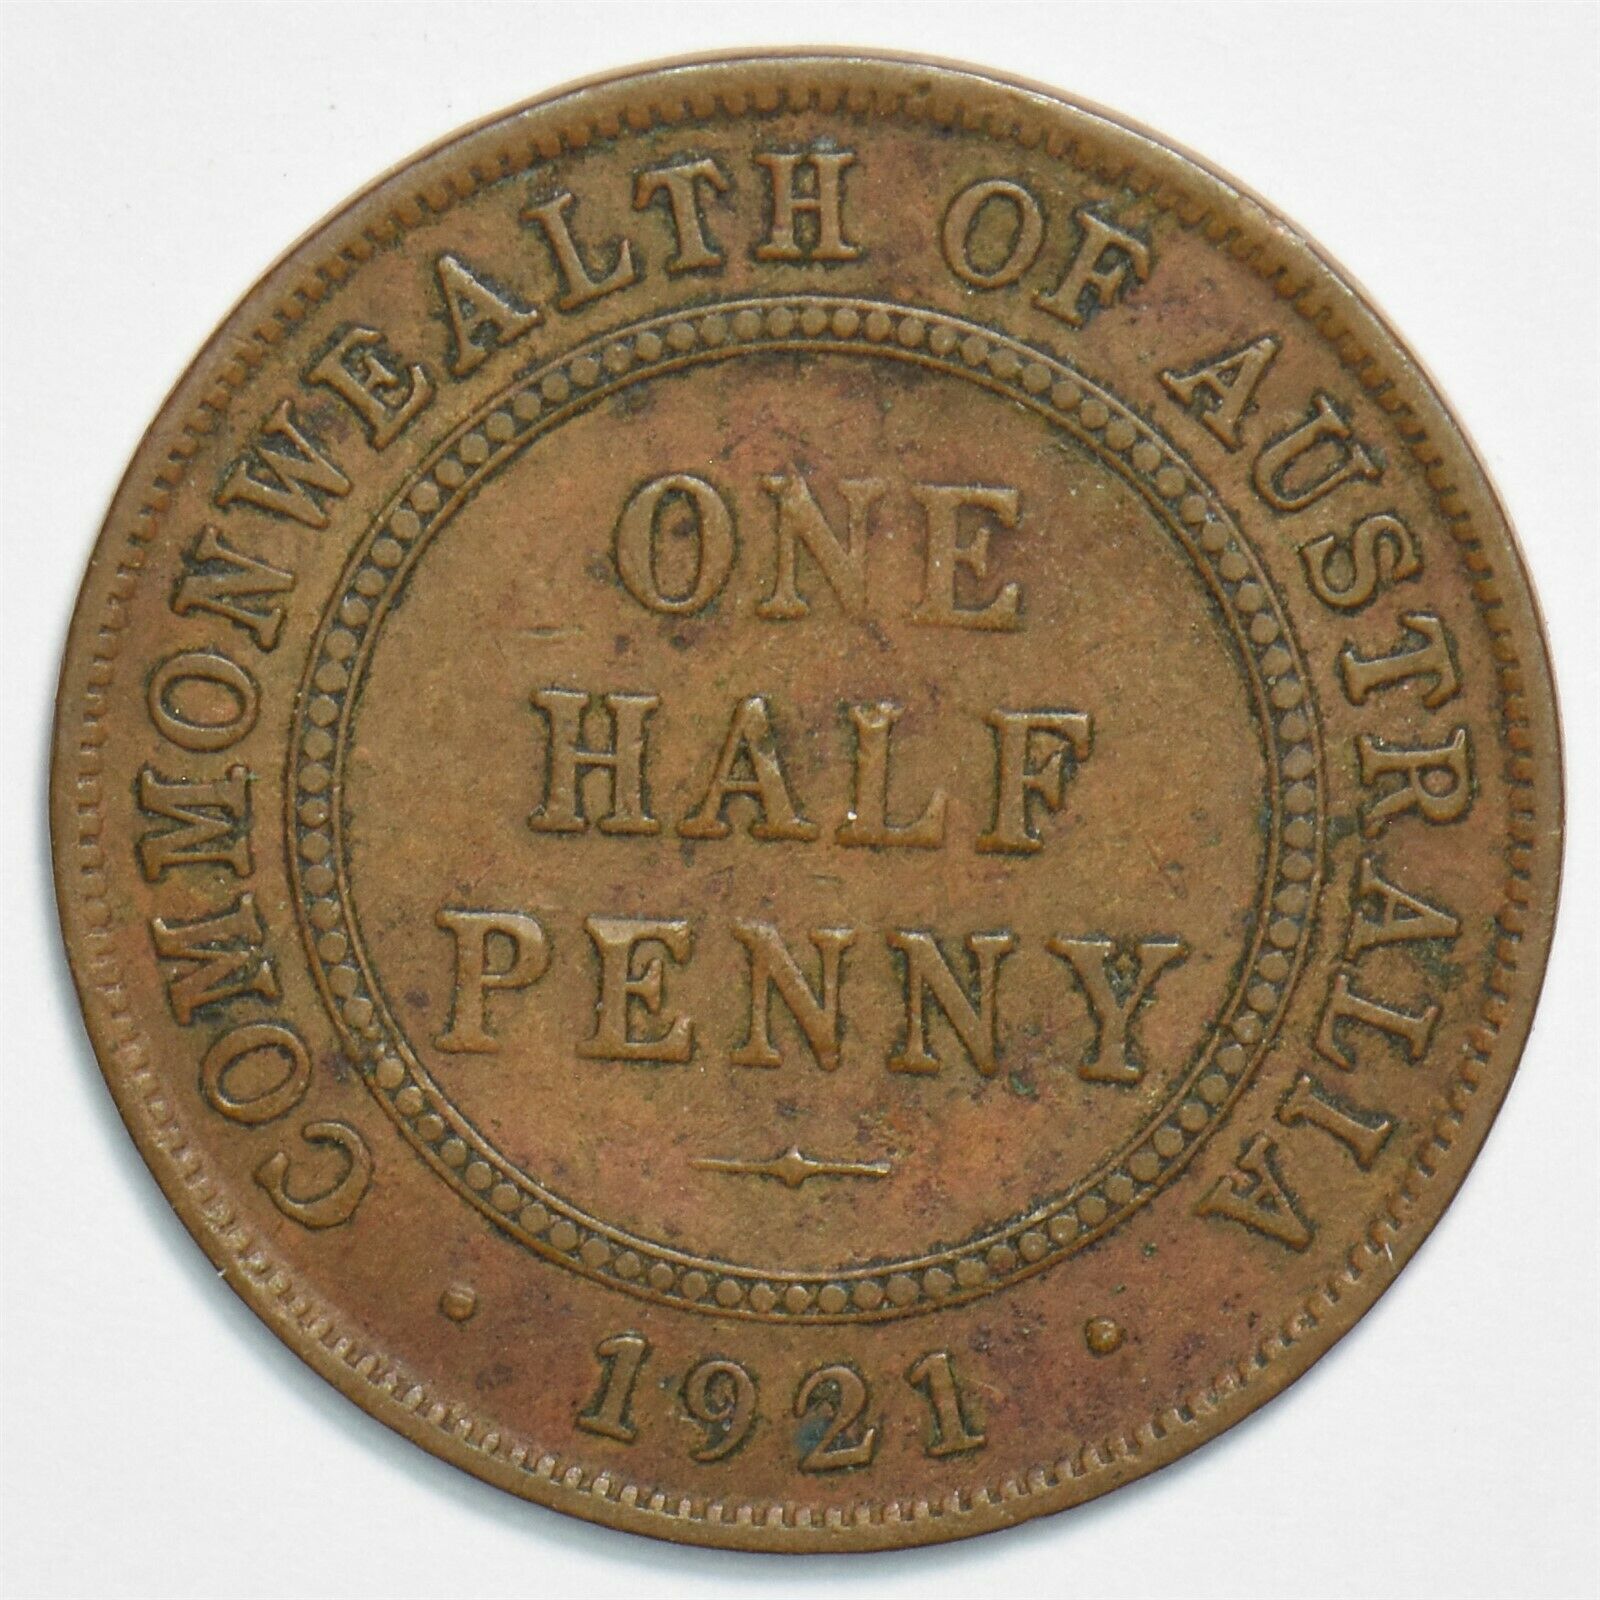 COMMONWEALTH OF AUSTRALIA
ONE
HALF
PENNY
· 1921 ·